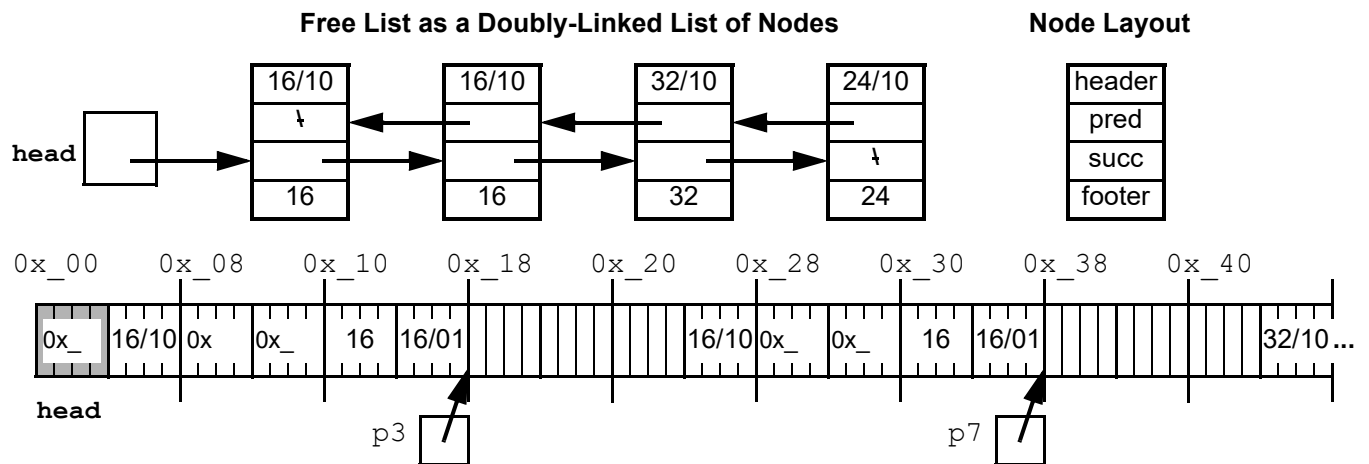 Free List as a Doubly-Linked List of Nodes Node Layout
16/10 16/10 32/10 24/10 header
pred
head succ
16 16 32 24 footer
0x_00 0x_08 0x_10 0x_18 0x_20 0x_28 0x_30 0x_38 0x_40
0x_ 16/10 0x 0x_ 16 16/01 16/10 0x_ 0x_ 16 16/01 32/10 ...
head
p3 p7